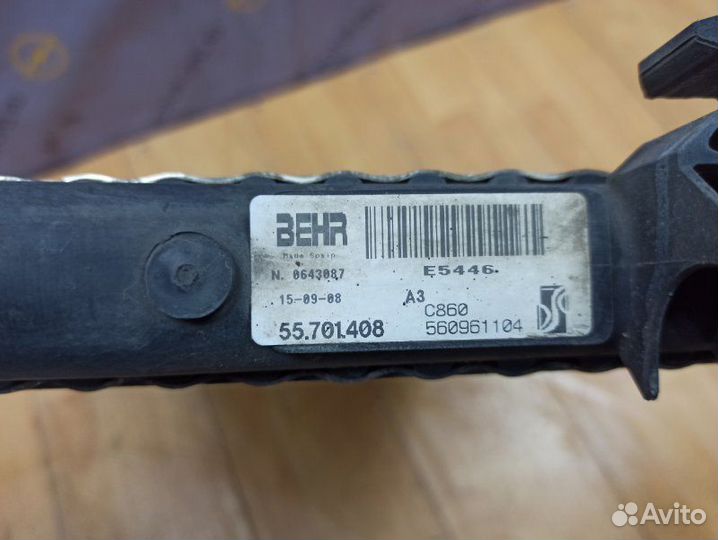 BEHR
Made Spain
N. 0643087
E5446
15-09-08
A3
C860
55.701.408
560961104
Avito